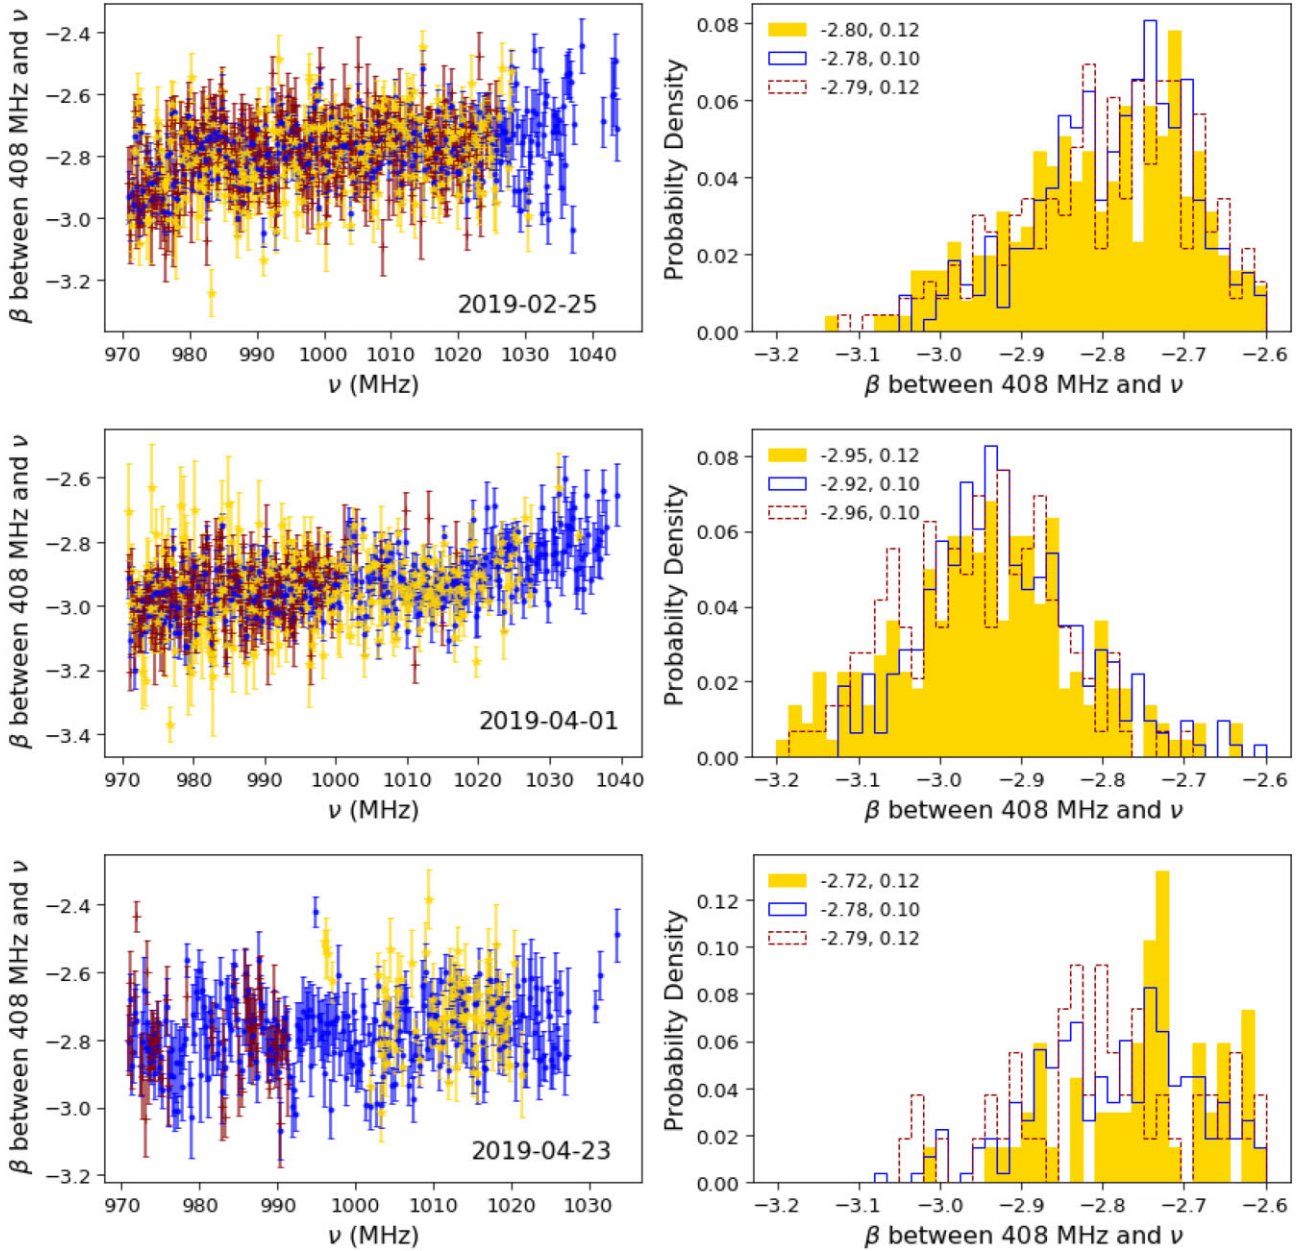 β between 408 MHz and ν
−2.4
−2.6
−2.8
−3.0
−3.2
2019-02-25
970 980 990 1000 1010 1020 1030 1040
ν (MHz)
Probabilty Density
0.08
0.06
0.04
0.02
0.00
-2.80, 0.12
-2.78, 0.10
-2.79, 0.12
−3.2 −3.1 −3.0 −2.9 −2.8 −2.7 −2.6
β between 408 MHz and ν
β between 408 MHz and ν
−2.6
−2.8
−3.0
−3.2
−3.4
2019-04-01
970 980 990 1000 1010 1020 1030 1040
ν (MHz)
Probabilty Density
0.08
0.06
0.04
0.02
0.00
-2.95, 0.12
-2.92, 0.10
-2.96, 0.10
−3.2 −3.1 −3.0 −2.9 −2.8 −2.7 −2.6
β between 408 MHz and ν
β between 408 MHz and ν
−2.4
−2.6
−2.8
−3.0
−3.2
2019-04-23
970 980 990 1000 1010 1020 1030
ν (MHz)
Probabilty Density
0.12
0.10
0.08
0.06
0.04
0.02
0.00
-2.72, 0.12
-2.78, 0.10
-2.79, 0.12
−3.2 −3.1 −3.0 −2.9 −2.8 −2.7 −2.6
β between 408 MHz and ν